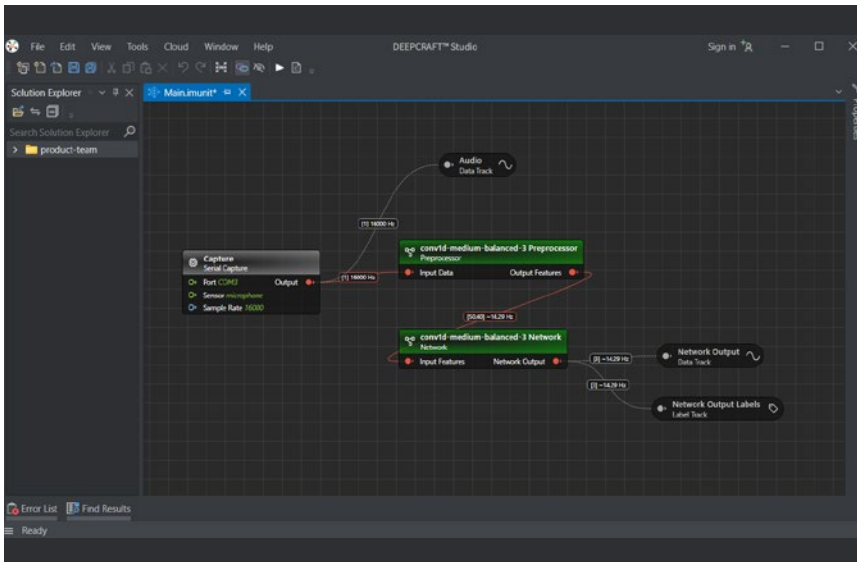 File Edit View Tools Cloud Window Help
DEEPCRAFT™ Studio
Sign in
Solution Explorer
Main.imunit*
Search Solution Explorer
product-team
Audio
Data Track
[1] 16000 Hz
Capture
Serial Capture
Port COM3
Output
Sensor microphone
Sample Rate 16000
[1] 16000 Hz
conv1d-medium-balanced-3 Preprocessor
Preprocessor
Input Data
Output Features
[50,40] ~14.29 Hz
conv1d-medium-balanced-3 Network
Network
Input Features
Network Output
[3] ~14.29 Hz
[3] ~14.29 Hz
Network Output
Data Track
Network Output Labels
Label Track
Error List
Find Results
Ready